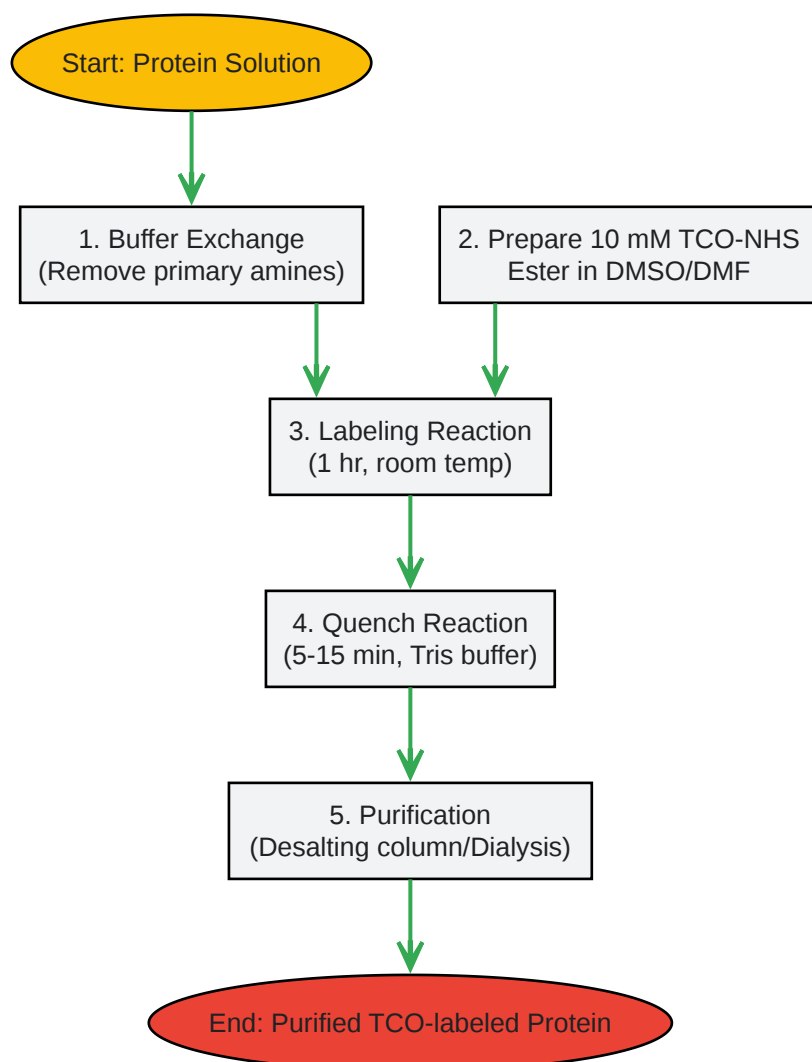 Start: Protein Solution
1. Buffer Exchange
(Remove primary amines)
2. Prepare 10 mM TCO-NHS
Ester in DMSO/DMF
3. Labeling Reaction
(1 hr, room temp)
4. Quench Reaction
(5-15 min, Tris buffer)
5. Purification
(Desalting column/Dialysis)
End: Purified TCO-labeled Protein